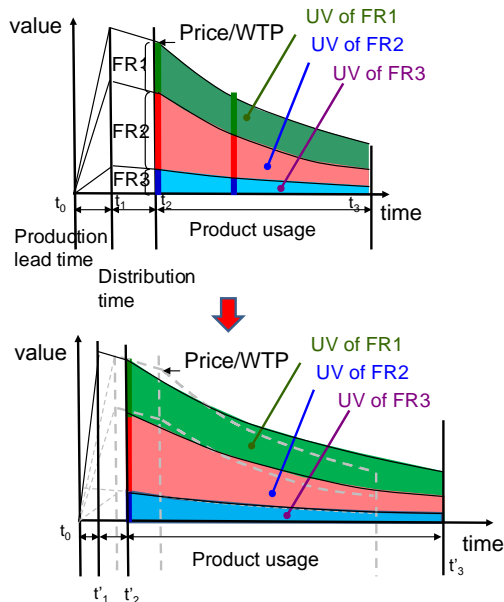 value
Price/WTP
UV of FR1
UV of FR2
UV of FR3
FR1
FR2
FR3
t0
t1
t2
t3
time
Production
lead time
Product usage
Distribution
time
value
Price/WTP
UV of FR1
UV of FR2
UV of FR3
t0
time
Product usage
t'3
t'1
t'2